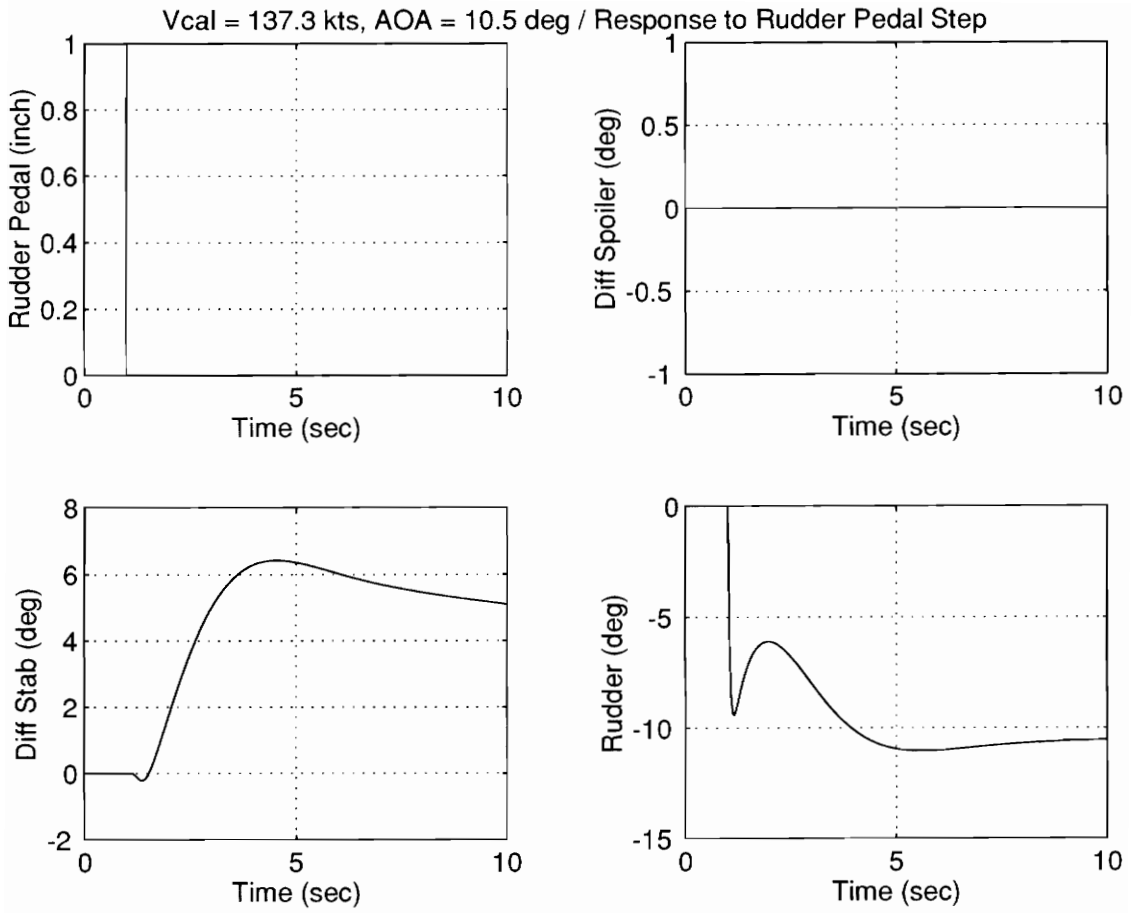 Vcal = 137.3 kts, AOA = 10.5 deg / Response to Rudder Pedal Step
Rudder Pedal (inch)
1
0.8
0.6
0.4
0.2
0
0 5 10
Time (sec)
Diff Spoiler (deg)
1
0.5
0
-0.5
-1
0 5 10
Time (sec)
Diff Stab (deg)
8
6
4
2
0
-2
0 5 10
Time (sec)
Rudder (deg)
0
-5
-10
-15
0 5 10
Time (sec)